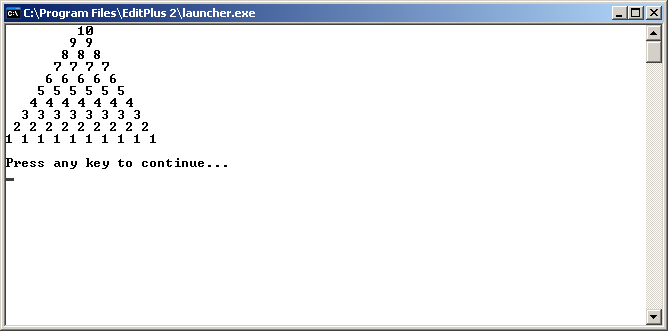 C:\Program Files\EditPlus 2\launcher.exe
10
9 9
8 8 8
7 7 7 7
6 6 6 6 6
5 5 5 5 5 5
4 4 4 4 4 4 4
3 3 3 3 3 3 3 3
2 2 2 2 2 2 2 2 2
1 1 1 1 1 1 1 1 1 1
Press any key to continue...